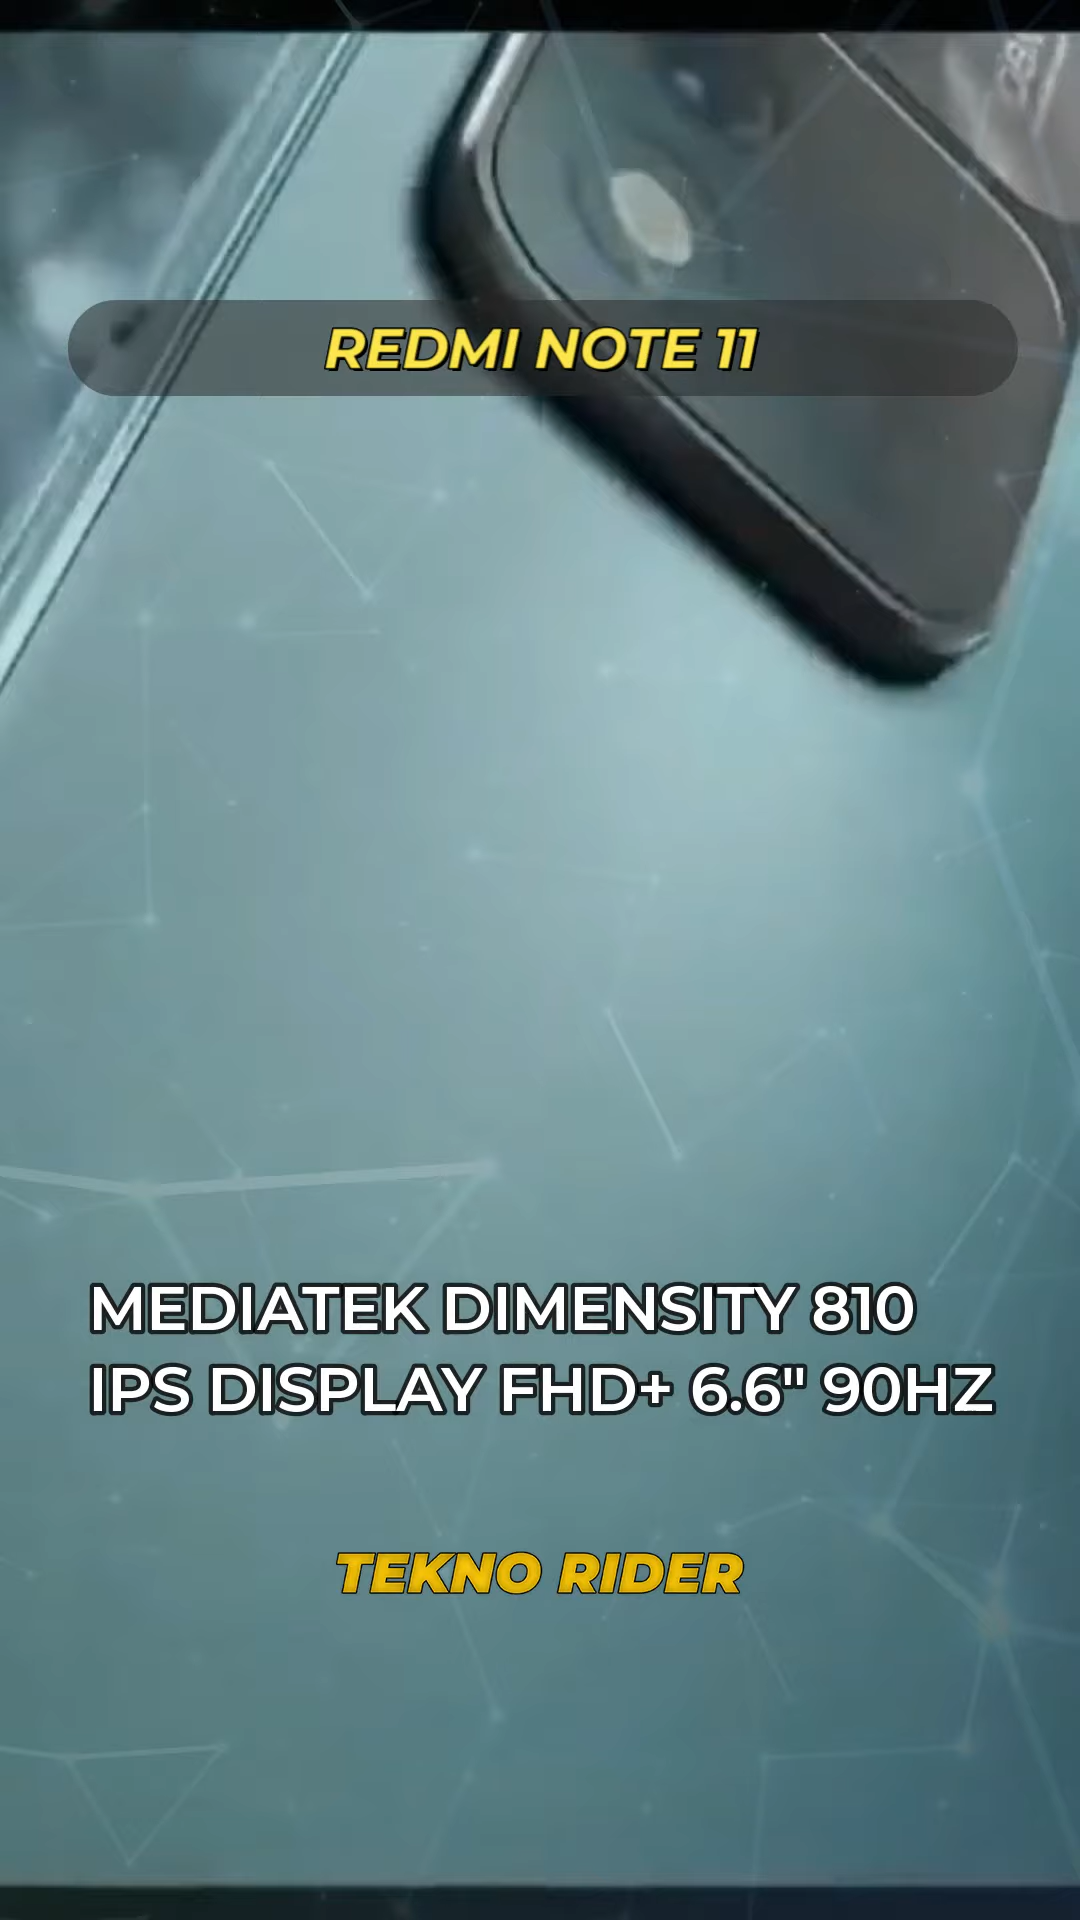 REDMI NOTE 11
MEDIATEK DIMENSITY 810
IPS DISPLAY FHD+ 6.6" 90HZ
TEKNO RIDER